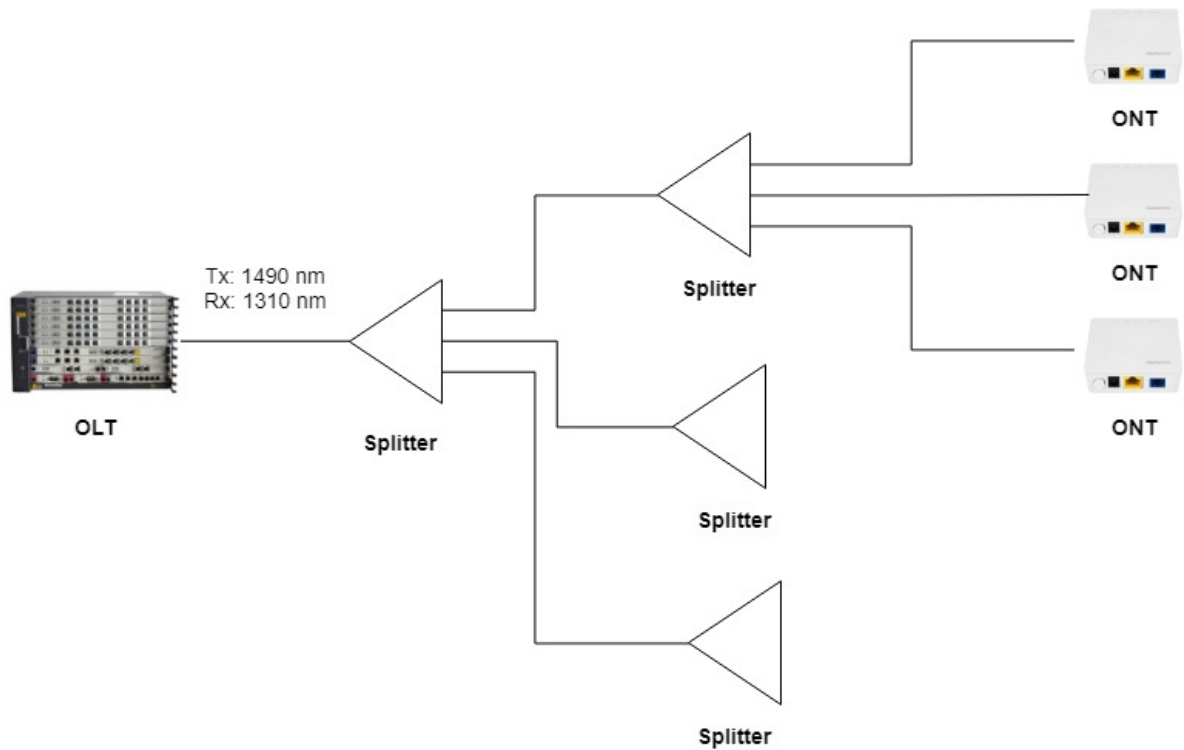 ONT
Splitter
ONT
Tx: 1490 nm
Rx: 1310 nm
OLT
Splitter
ONT
Splitter
Splitter